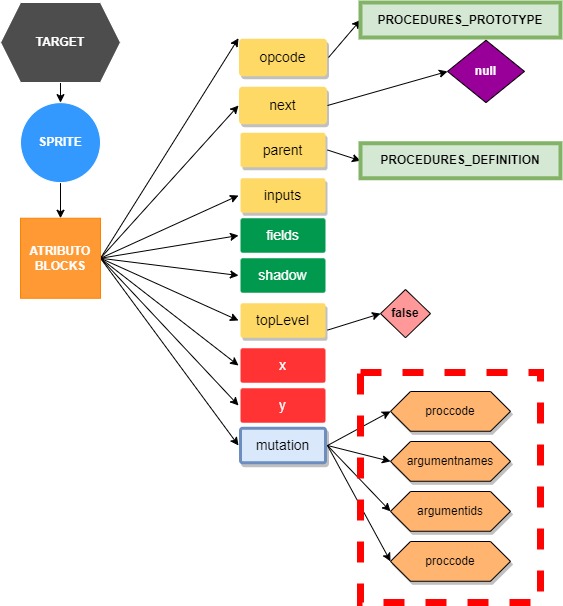 TARGET
SPRITE
ATRIBUTO
BLOCKS
opcode
next
parent
inputs
fields
shadow
topLevel
x
y
mutation
PROCEDURES_PROTOTYPE
null
PROCEDURES_DEFINITION
false
proccode
argumentnames
argumentids
proccode